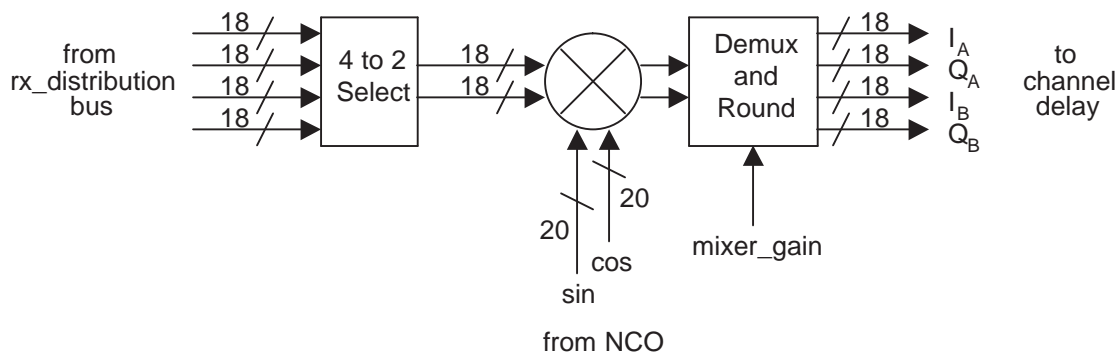 from
rx_distribution
bus
18
18
18
18
4 to 2
Select
18
18
20
20
cos
sin
from NCO
Demux
and
Round
mixer_gain
18
18
18
18
I_A
Q_A
I_B
Q_B
to
channel
delay